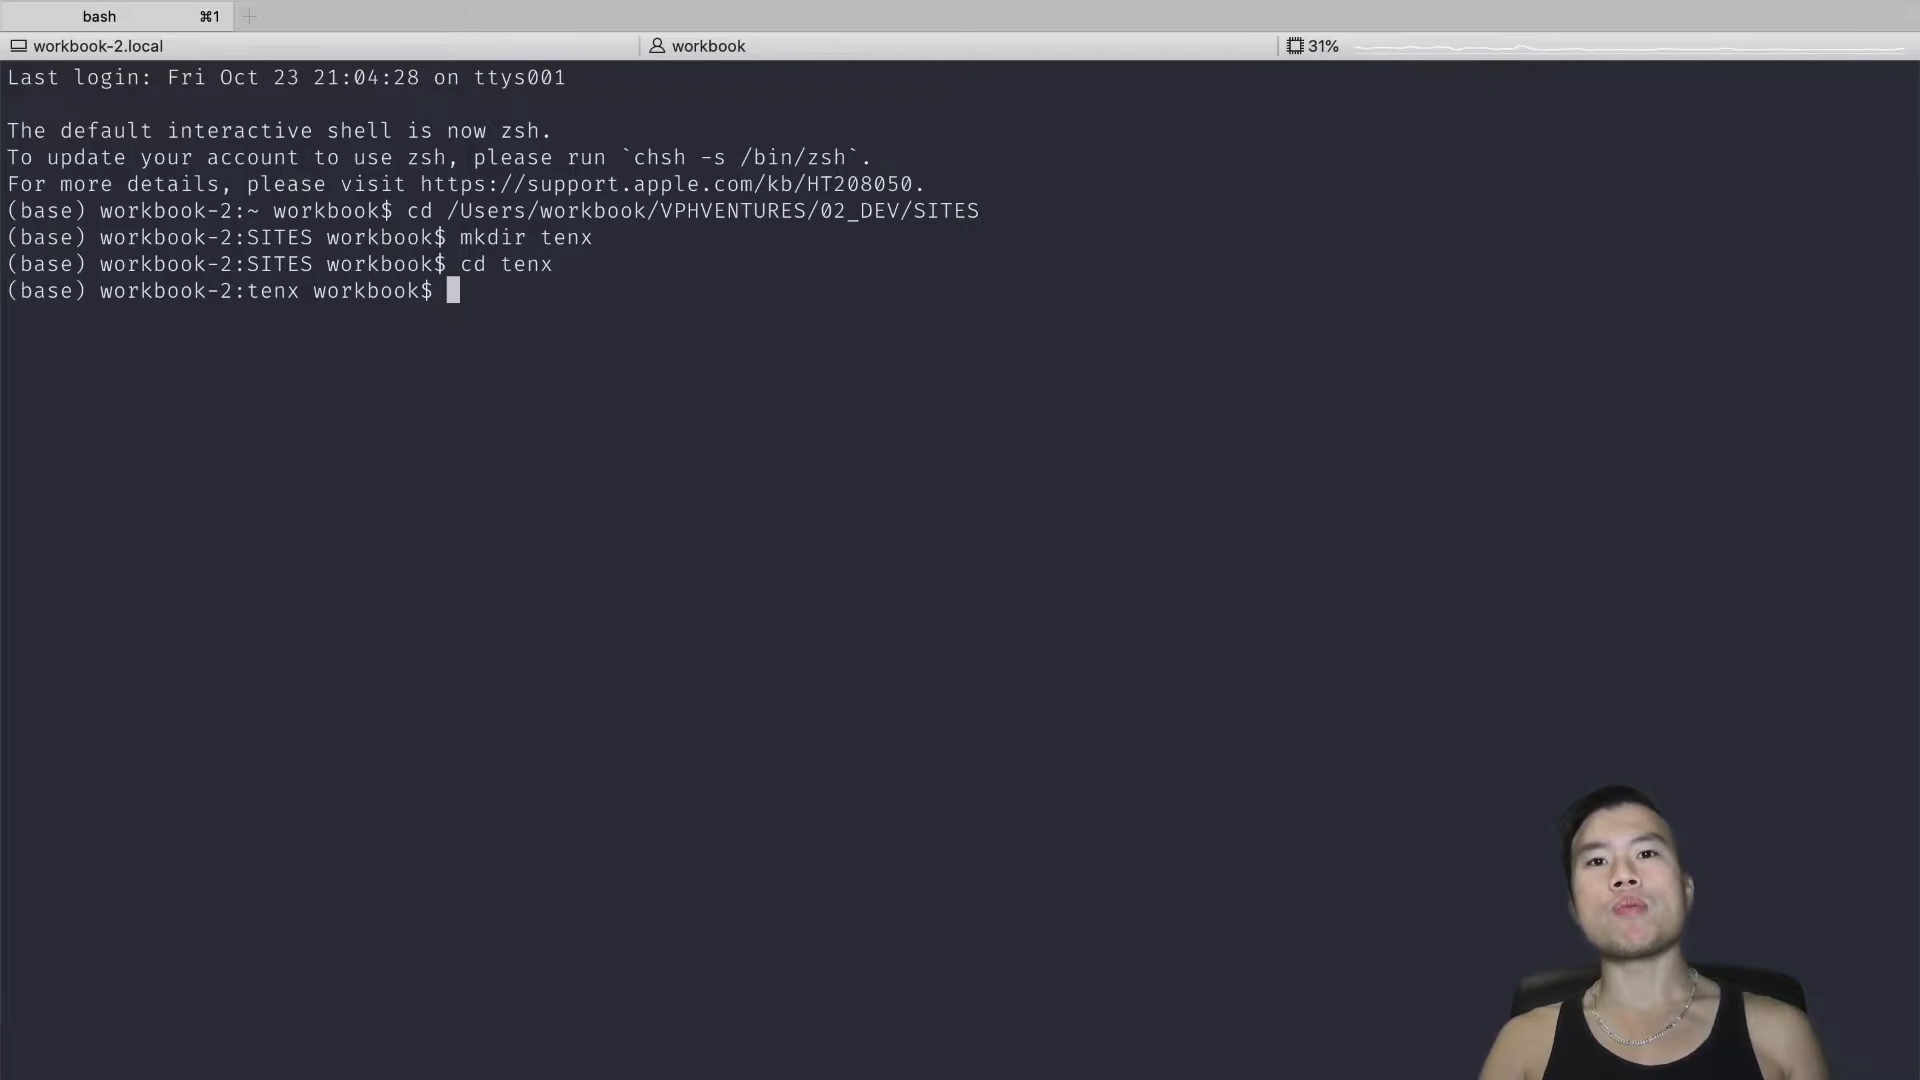 bash ⌘1
workbook-2.local workbook 31%
Last login: Fri Oct 23 21:04:28 on ttys001
The default interactive shell is now zsh.
To update your account to use zsh, please run `chsh -s /bin/zsh`.
For more details, please visit https://support.apple.com/kb/HT208050.
(base) workbook-2:~ workbook$ cd /Users/workbook/VPHVENTURES/02_DEV/SITES
(base) workbook-2:SITES workbook$ mkdir tenx
(base) workbook-2:SITES workbook$ cd tenx
(base) workbook-2:tenx workbook$